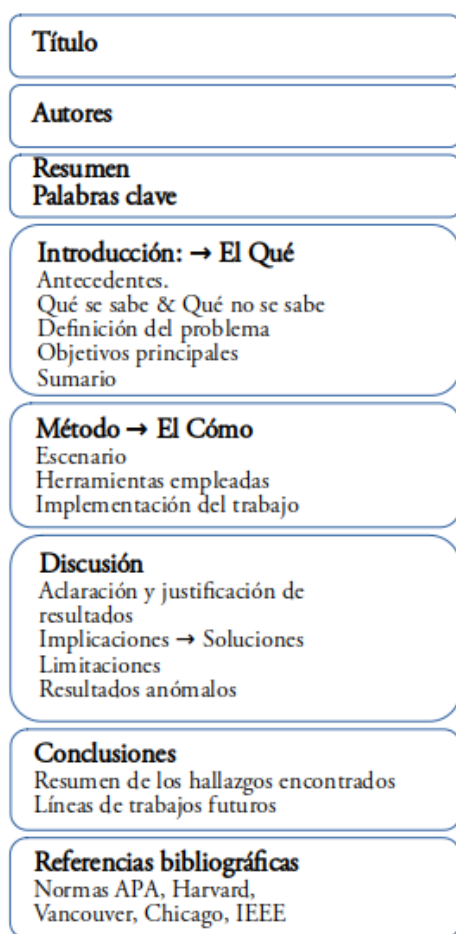 Título
Autores
Resumen
Palabras clave
Introducción: → El Qué
Antecedentes.
Qué se sabe & Qué no se sabe
Definición del problema
Objetivos principales
Sumario
Método → El Cómo
Escenario
Herramientas empleadas
Implementación del trabajo
Discusión
Aclaración y justificación de
resultados
Implicaciones → Soluciones
Limitaciones
Resultados anómalos
Conclusiones
Resumen de los hallazgos encontrados
Líneas de trabajos futuros
Referencias bibliográficas
Normas APA, Harvard,
Vancouver, Chicago, IEEE